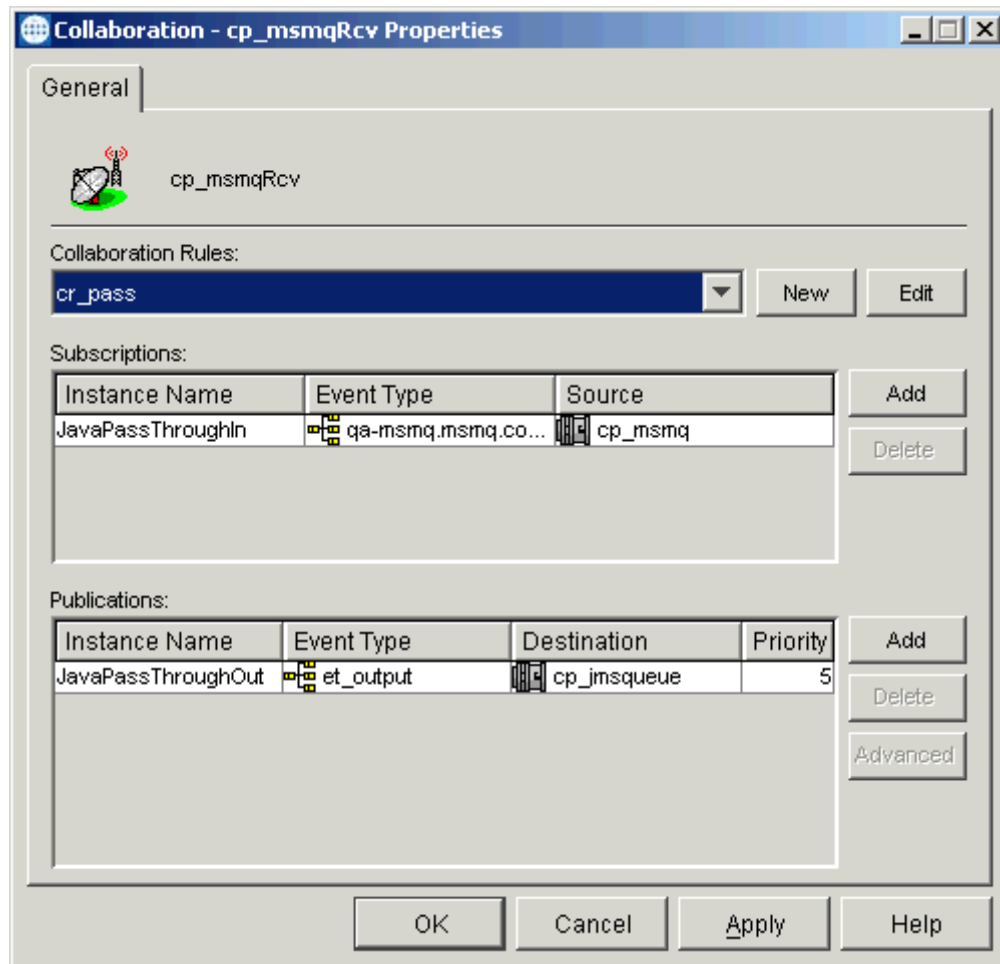 Collaboration - cp_msmqRcv Properties
General
cp_msmqRcv
Collaboration Rules:
cr_pass New Edit
Subscriptions:
Instance Name Event Type Source Add
JavaPassThroughIn qa-msmq.msmq.co... cp_msmq
Delete
Publications:
Instance Name Event Type Destination Priority Add
JavaPassThroughOut et_output cp_jmsqueue 5
Delete
Advanced
OK Cancel Apply Help